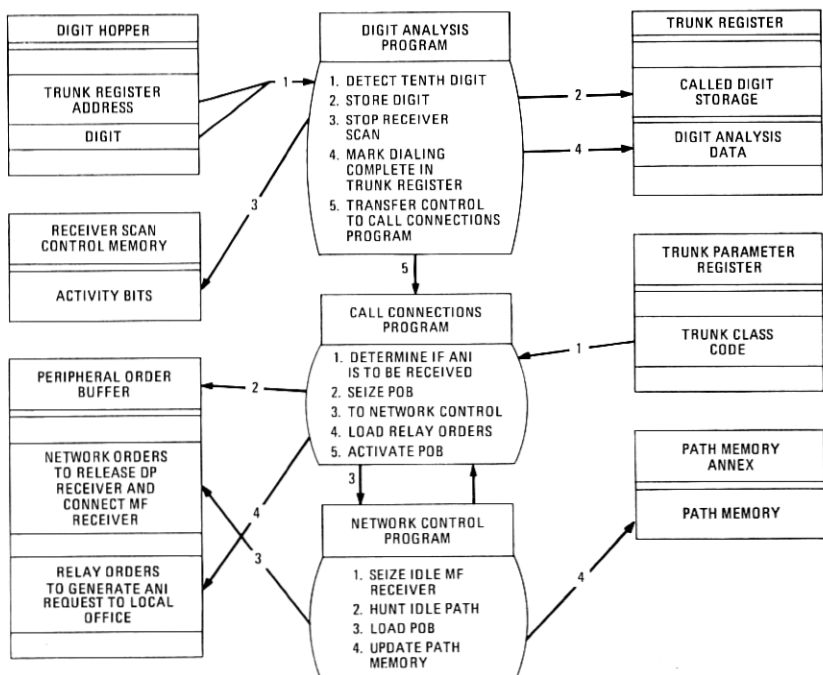 DIGIT HOPPER
TRUNK REGISTER
ADDRESS
DIGIT
1
DIGIT ANALYSIS
PROGRAM
1. DETECT TENTH DIGIT
2. STORE DIGIT
3. STOP RECEIVER
SCAN
4. MARK DIALING
COMPLETE IN
TRUNK REGISTER
5. TRANSFER CONTROL
TO CALL CONNECTIONS
PROGRAM
2
4
TRUNK REGISTER
CALLED DIGIT
STORAGE
DIGIT ANALYSIS
DATA
3
RECEIVER SCAN
CONTROL MEMORY
ACTIVITY BITS
5
CALL CONNECTIONS
PROGRAM
1. DETERMINE IF ANI
IS TO BE RECEIVED
2. SEIZE POB
3. TO NETWORK CONTROL
4. LOAD RELAY ORDERS
5. ACTIVATE POB
1
TRUNK PARAMETER
REGISTER
TRUNK CLASS
CODE
2
PERIPHERAL ORDER
BUFFER
NETWORK ORDERS
TO RELEASE DP
RECEIVER AND
CONNECT MF
RECEIVER
RELAY ORDERS
TO GENERATE ANI
REQUEST TO LOCAL
OFFICE
4
3
3
NETWORK CONTROL
PROGRAM
1. SEIZE IDLE MF
RECEIVER
2. HUNT IDLE PATH
3. LOAD POB
4. UPDATE PATH
MEMORY
4
PATH MEMORY
ANNEX
PATH MEMORY